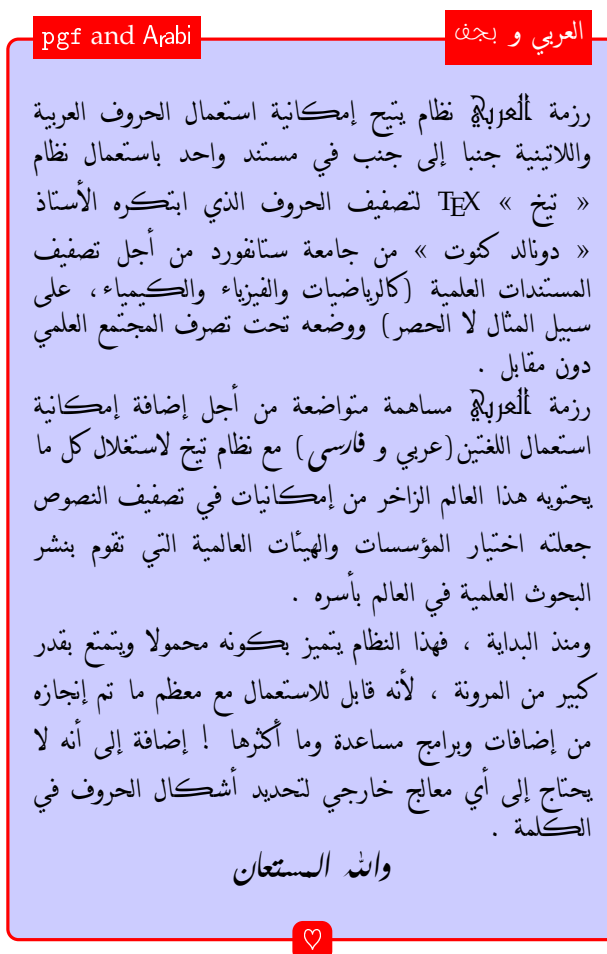 العربي و بجف
pgf and Arabi
رزمة العربي نظام يتيح إمكانية استعمال الحروف العربية
واللاتينية جنبا إلى جنب في مستند واحد باستعمال نظام
« تيخ » TEX لتصفيف الحروف الذي ابتكره الأستاذ
« دونالد كنوت » من جامعة ستانفورد من أجل تصفيف
المستندات العلمية (كالرياضيات والفيزياء والكيمياء، على
سبيل المثال لا الحصر) ووضعه تحت تصرف المجتمع العلمي
دون مقابل .
رزمة العربي مساهمة متواضعة من أجل إضافة إمكانية
استعمال اللغتين (عربي و فارسی) مع نظام تيخ لاستغلال كل ما
يحتويه هذا العالم الزاخر من إمكانيات في تصفيف النصوص
جعلته اختيار المؤسسات والهيئات العالمية التي تقوم بنشر
البحوث العلمية في العالم بأسره .
ومنذ البداية ، فهذا النظام يتميز بكونه محمولا ويتمتع بقدر
كبير من المرونة ، لأنه قابل للاستعمال مع معظم ما تم إنجازه
من إضافات وبرامج مساعدة وما أكثرها ! إضافة إلى أنه لا
يحتاج إلى أي معالج خارجي لتحديد أشكال الحروف في
الكلمة .
والله المستعان
♡